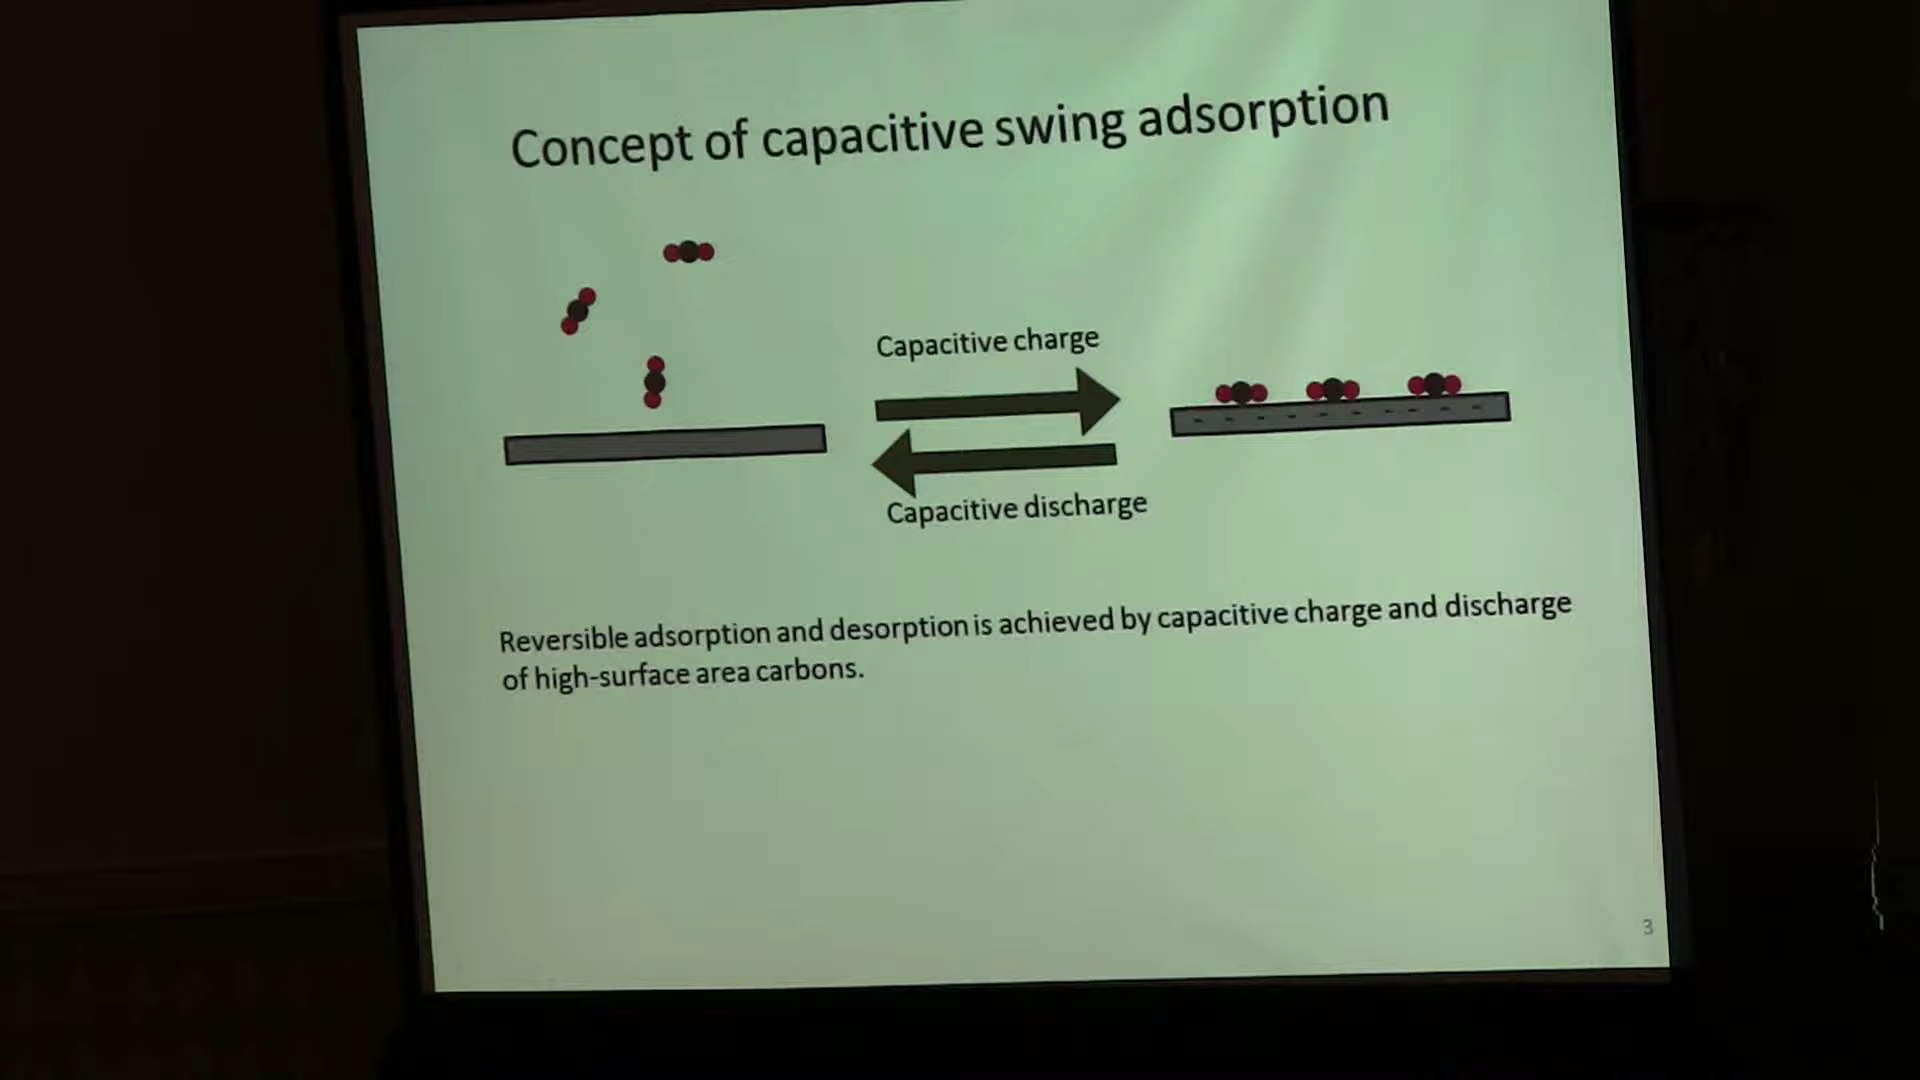 Concept of capacitive swing adsorption
Capacitive charge
Capacitive discharge
Reversible adsorption and desorption is achieved by capacitive charge and discharge
of high-surface area carbons.
3